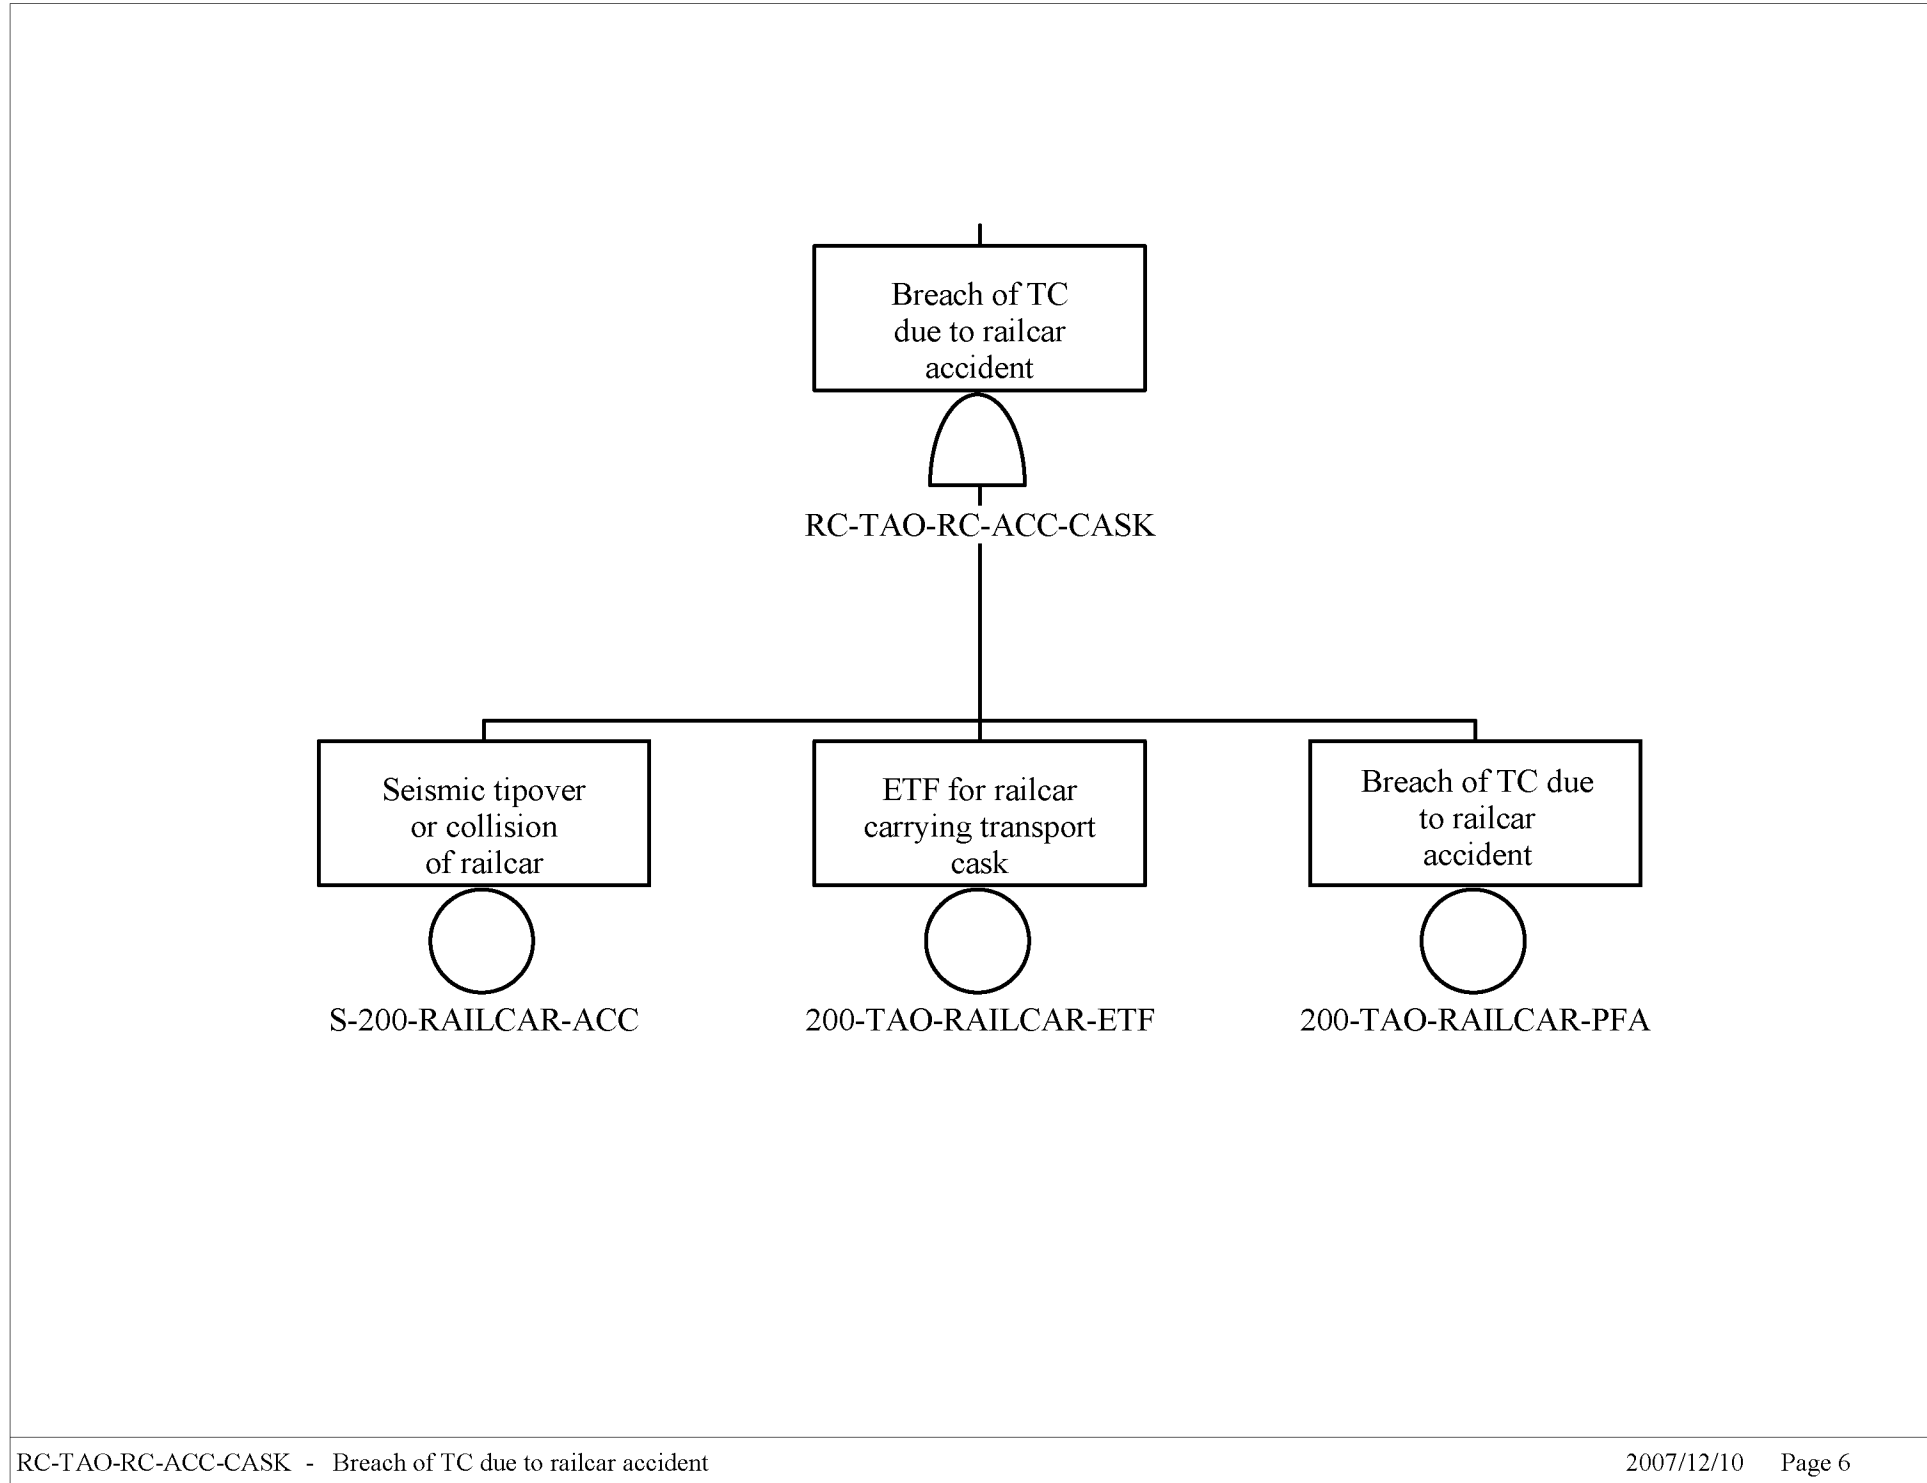 Breach of TC
due to railcar
accident
RC-TAO-RC-ACC-CASK
Seismic tipover
or collision
of railcar
S-200-RAILCAR-ACC
ETF for railcar
carrying transport
cask
200-TAO-RAILCAR-ETF
Breach of TC due
to railcar
accident
200-TAO-RAILCAR-PFA
RC-TAO-RC-ACC-CASK - Breach of TC due to railcar accident
2007/12/10 Page 6